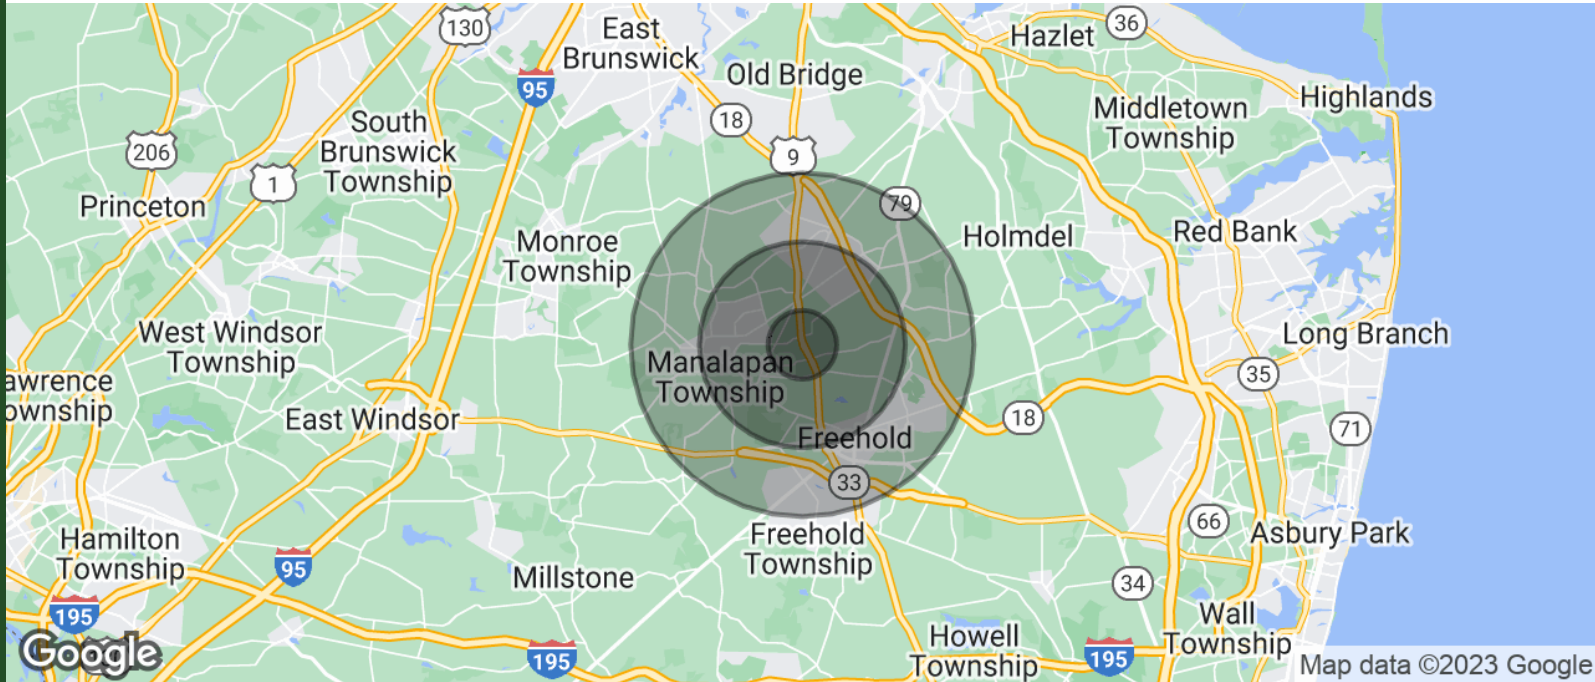 130
East
Brunswick
Old Bridge
Hazlet
36
95
Middletown
Township
Highlands
18
South
Brunswick
Township
206
9
1
Princeton
79
Monroe
Township
Holmdel
Red Bank
West Windsor
Township
Long Branch
Manalapan
Township
35
awrence
ownship
East Windsor
18
71
Freehold
33
66
Asbury Park
Freehold
Township
Hamilton
Township
95
Millstone
34
195
Wall
Township
Howell
Township
195
195
Google
Map data ©2023 Google